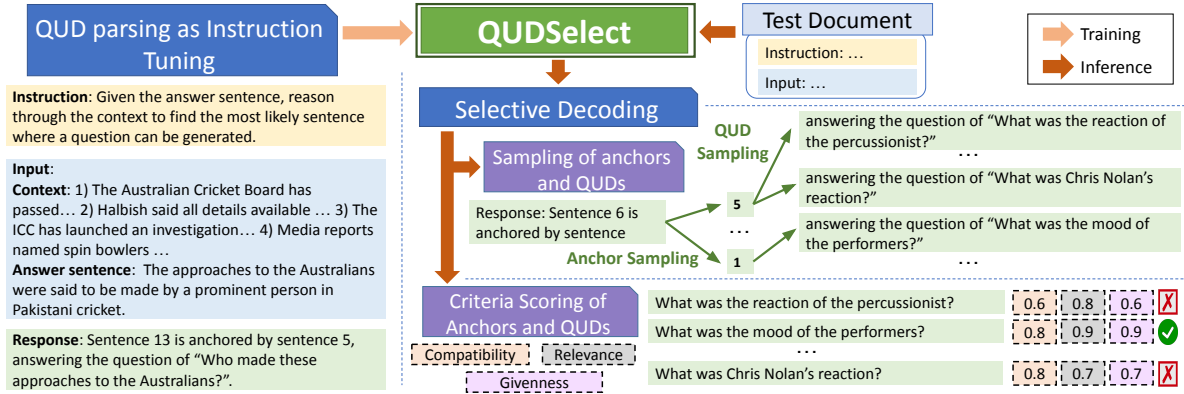 QUD parsing as Instruction
Tuning
Instruction: Given the answer sentence, reason
through the context to find the most likely sentence
where a question can be generated.
Input:
Context: 1) The Australian Cricket Board has
passed… 2) Halbish said all details available … 3) The
ICC has launched an investigation… 4) Media reports
named spin bowlers …
Answer sentence: The approaches to the Australians
were said to be made by a prominent person in
Pakistani cricket.
Response: Sentence 13 is anchored by sentence 5,
answering the question of “Who made these
approaches to the Australians?”.
QUDSelect
Test Document
Instruction: …
Input: …
Training
Inference
Selective Decoding
Sampling of anchors
and QUDs
Response: Sentence 6 is
anchored by sentence
QUD
Sampling
Anchor Sampling
5
…
1
answering the question of “What was the reaction of
the percussionist?”
…
answering the question of “What was Chris Nolan’s
reaction?”
answering the question of “What was the mood of
the performers?”
…
Criteria Scoring of
Anchors and QUDs
Compatibility
Relevance
Givenness
What was the reaction of the percussionist? 0.6 0.8 0.6 ✗
What was the mood of the performers? 0.8 0.9 0.9 ✓
…
What was Chris Nolan’s reaction? 0.8 0.7 0.7 ✗